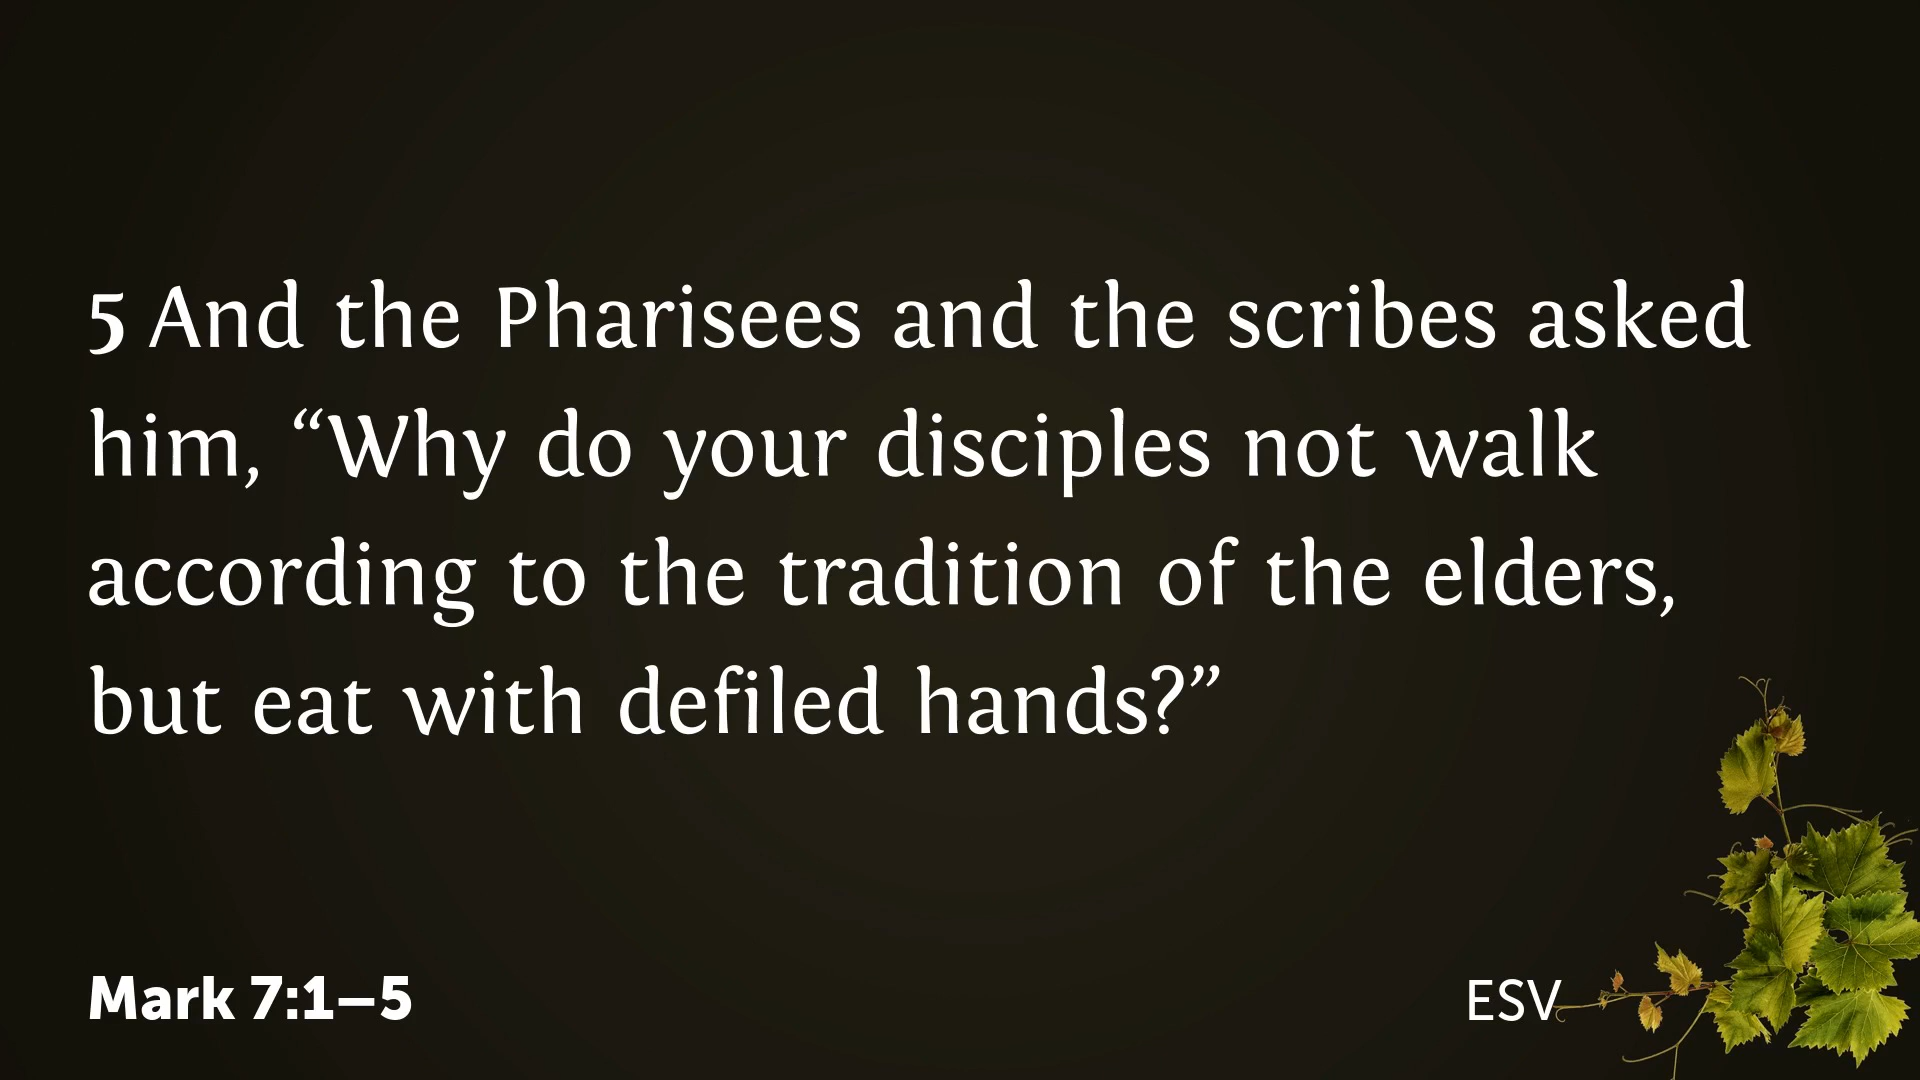 5 And the Pharisees and the scribes asked
him, “Why do your disciples not walk
according to the tradition of the elders,
but eat with defiled hands?”
Mark 7:1–5
ESV